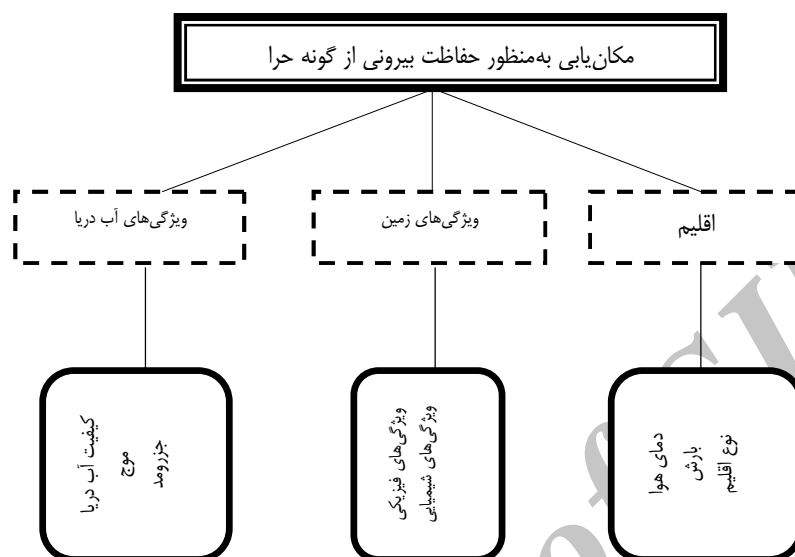 مکان‌یابی به‌منظور حفاظت بیرونی از گونه حرا
اقلیم
ویژگی‌های زمین
ویژگی‌های آب دریا
دمای هوا
بارش
نوع اقلیم
ویژگی‌های فیزیکی
ویژگی‌های شیمیایی
کیفیت آب دریا
موج
جزرومد